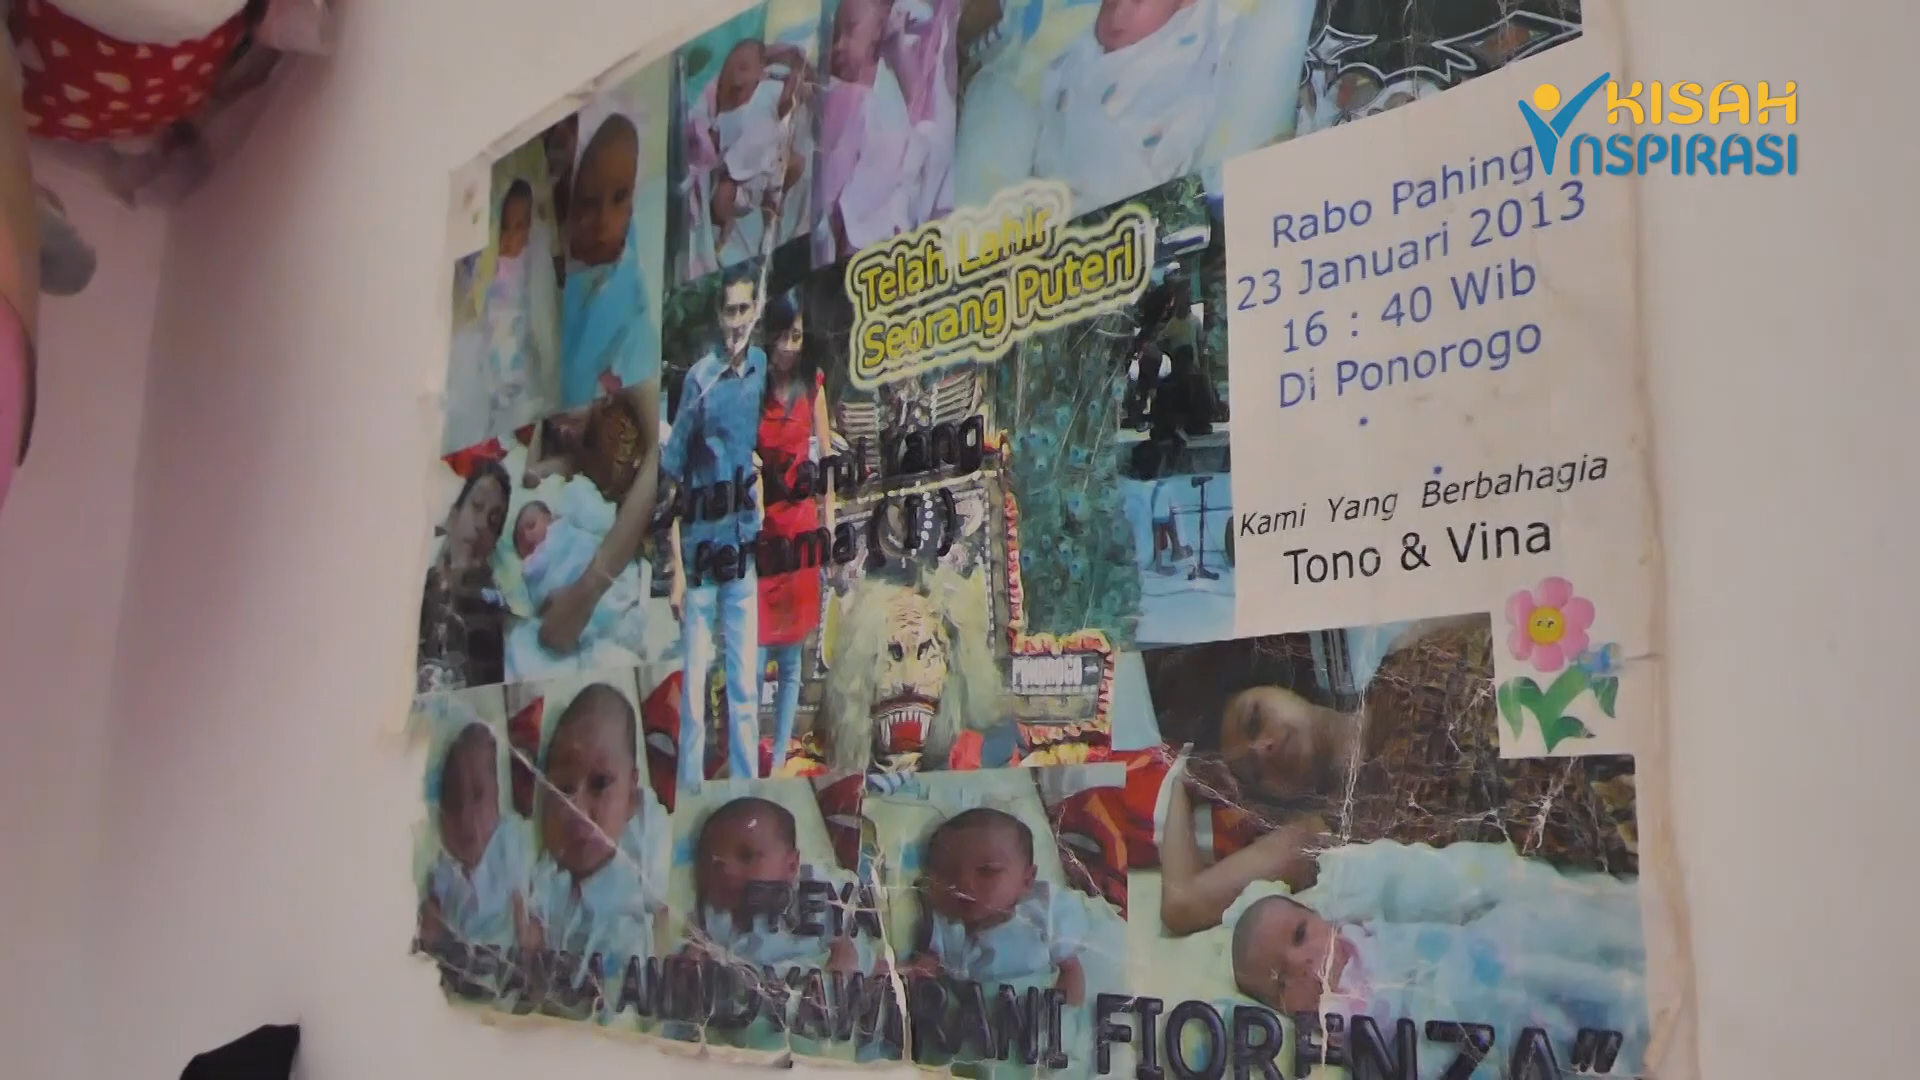 KISAH
INSPIRASI
Telah Lahir
Seorang Puteri
Rabo Pahing
23 Januari 2013
16 : 40 Wib
Di Ponorogo
Anak Kami Yang
Pertama ( I )
Kami Yang Berbahagia
Tono & Vina
PONOROGO
FREYA
FIORENZA"